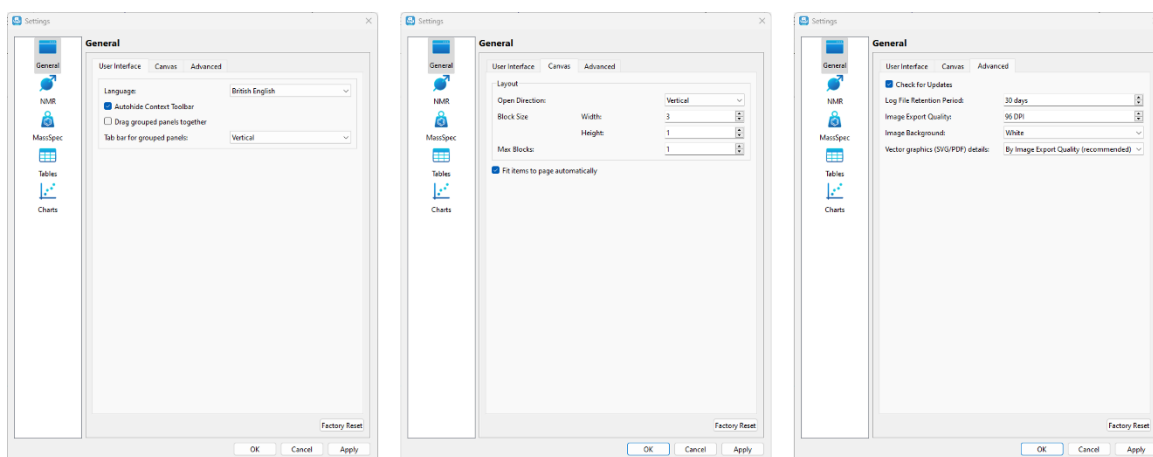 Settings
General
NMR
MassSpec
Tables
Charts
General
User Interface Canvas Advanced
Language: British English
Autohide Context Toolbar
Drag grouped panels together
Tab bar for grouped panels: Vertical
Factory Reset
OK Cancel Apply
Settings
General
NMR
MassSpec
Tables
Charts
General
User Interface Canvas Advanced
Layout
Open Direction: Vertical
Block Size Width: 3
Height: 1
Max Blocks: 1
Fit items to page automatically
Factory Reset
OK Cancel Apply
Settings
General
NMR
MassSpec
Tables
Charts
General
User Interface Canvas Advanced
Check for Updates
Log File Retention Period: 30 days
Image Export Quality: 96 DPI
Image Background: White
Vector graphics (SVG/PDF) details: By Image Export Quality (recommended)
Factory Reset
OK Cancel Apply